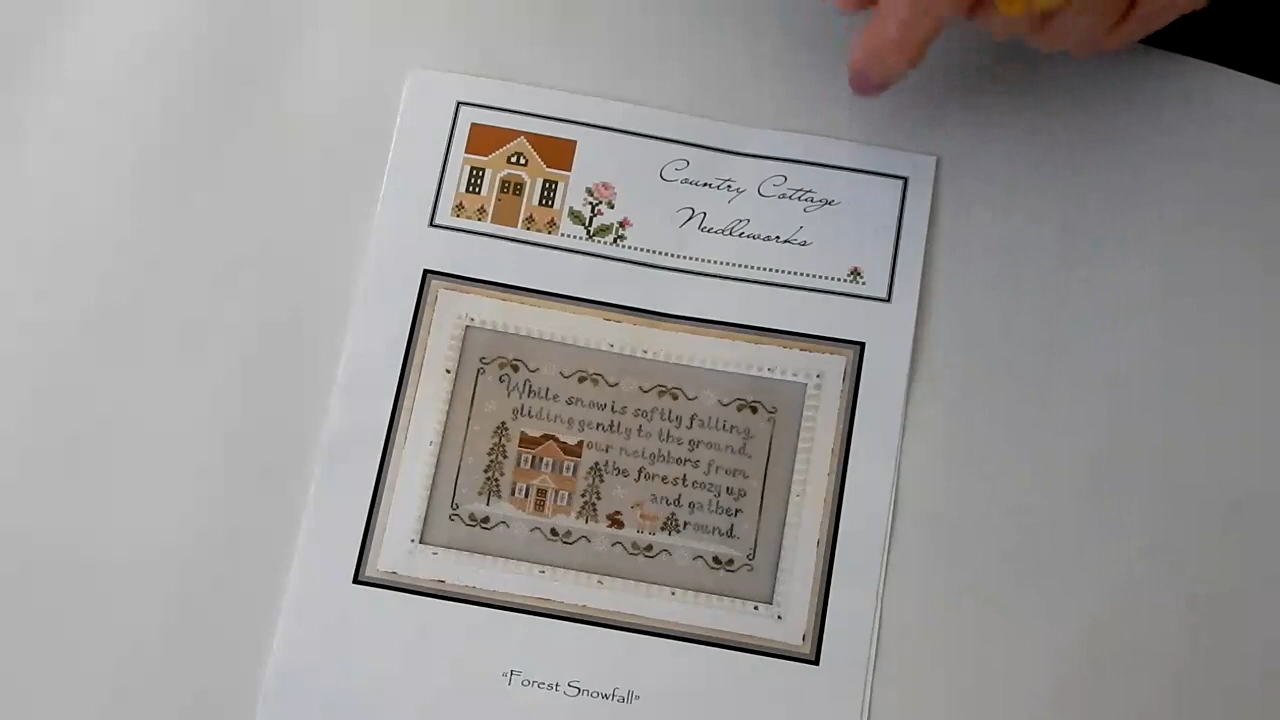 Country Cottage
Needleworks
While snow is softly falling,
gliding gently to the ground,
our neighbors from
the forest cozy up
and gather
round.
"Forest Snowfall"